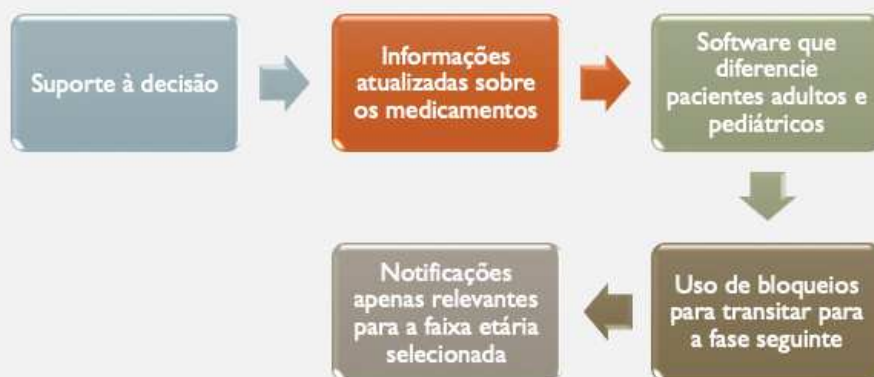 Suporte à decisão
Informações
atualizadas sobre
os medicamentos
Software que
diferencie
pacientes adultos e
pediátricos
Uso de bloqueios
para transitar para
a fase seguinte
Notificações
apenas relevantes
para a faixa etária
selecionada